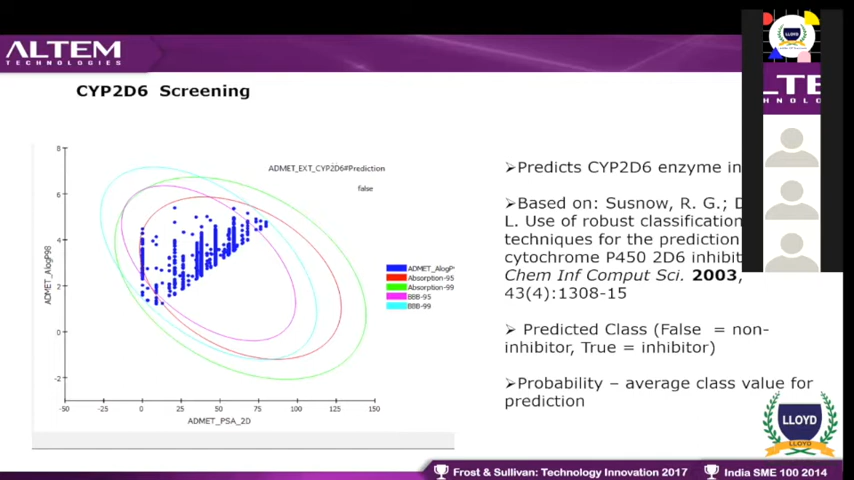 ALTEM
TECHNOLOGIES
CYP2D6 Screening
LLOYD
LTE
HNOL
8
6
4
2
0
-2
ADMET_AlogP98
-50 -25 0 25 50 75 100 125 150
ADMET_PSA_2D
ADMET_EXT_CYP2D6#Prediction
false
ADMET_AlogP
Absorption-95
Absorption-99
BBB-95
BBB-99
➢Predicts CYP2D6 enzyme in
➢Based on: Susnow, R. G.; D
L. Use of robust classification
techniques for the prediction
cytochrome P450 2D6 inhibit
Chem Inf Comput Sci. 2003,
43(4):1308-15
➢ Predicted Class (False = non-
inhibitor, True = inhibitor)
➢Probability – average class value for
prediction
LLOYD
Frost & Sullivan: Technology Innovation 2017
India SME 100 2014